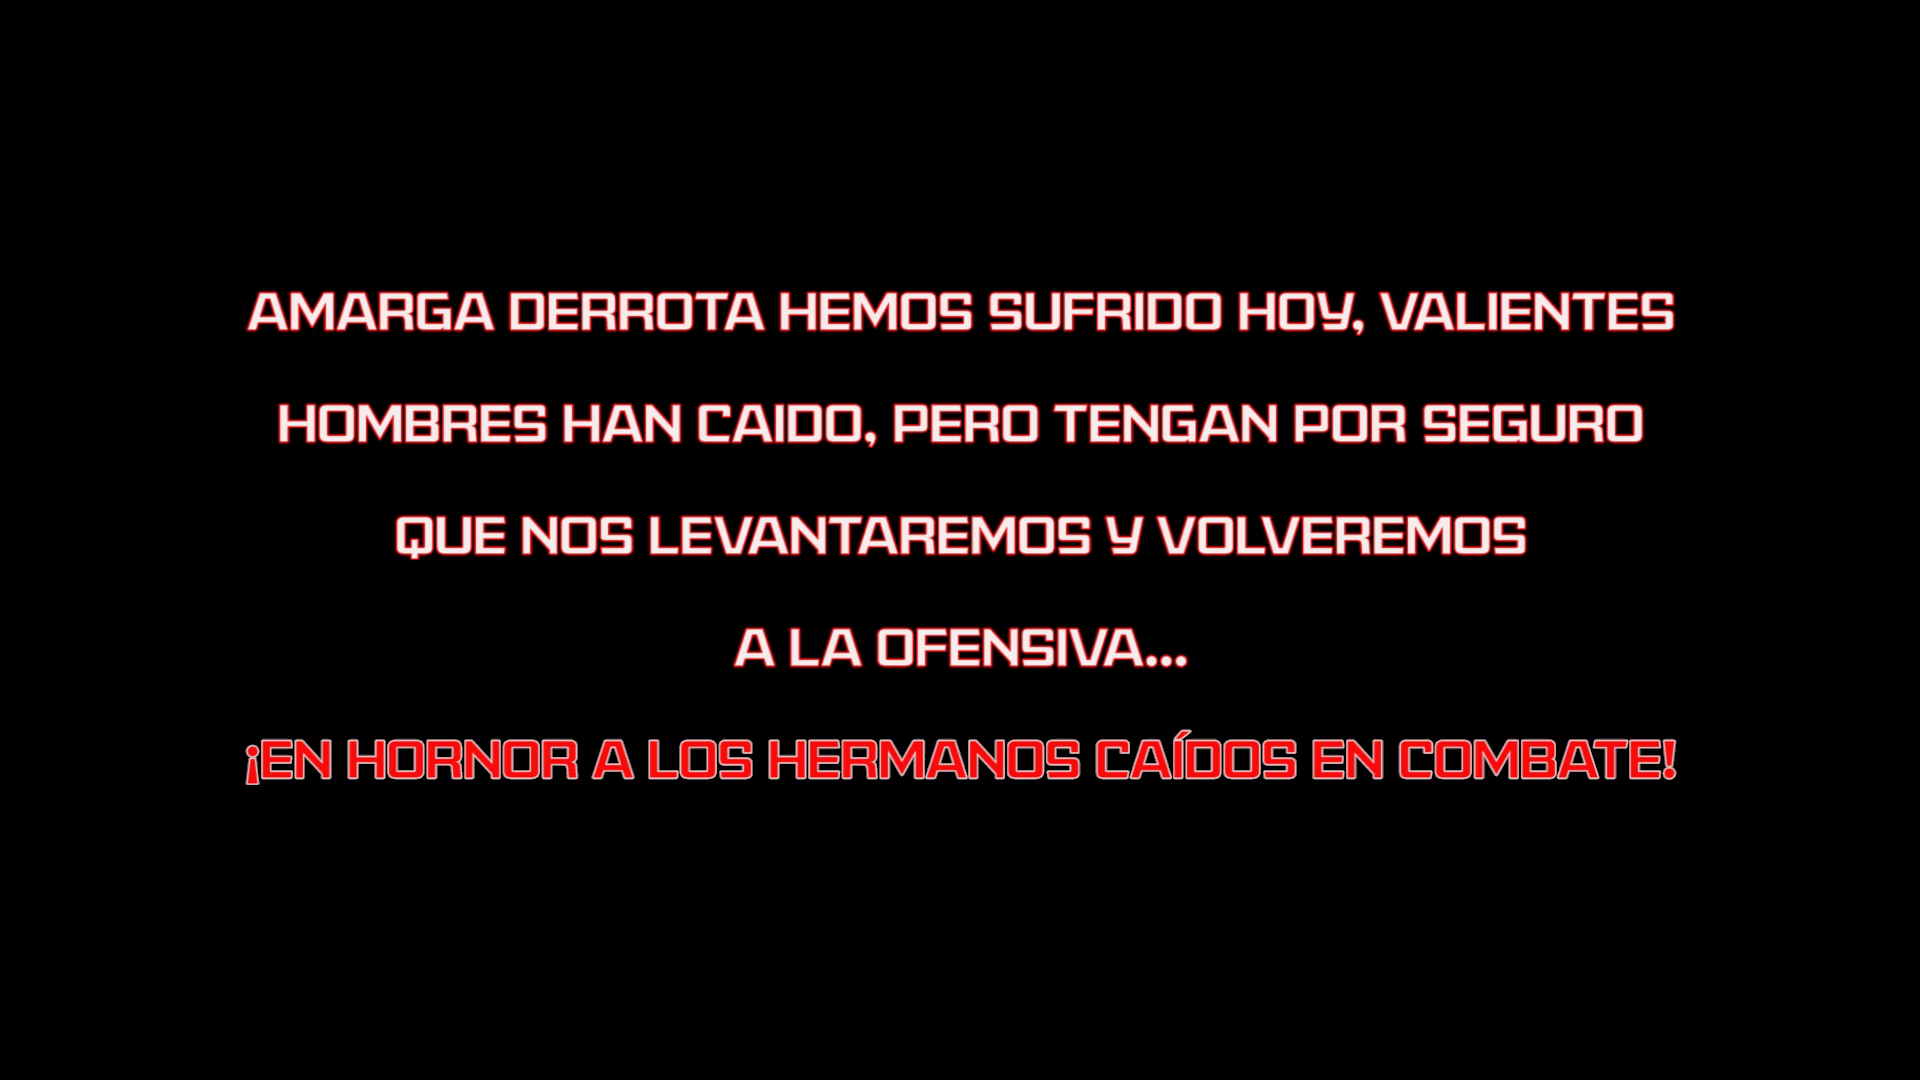 AMARGA DERROTA HEMOS SUFRIDO HOY, VALIENTES
HOMBRES HAN CAIDO, PERO TENGAN POR SEGURO
QUE NOS LEVANTAREMOS Y VOLVEREMOS
A LA OFENSIVA...
¡EN HORNOR A LOS HERMANOS CAÍDOS EN COMBATE!